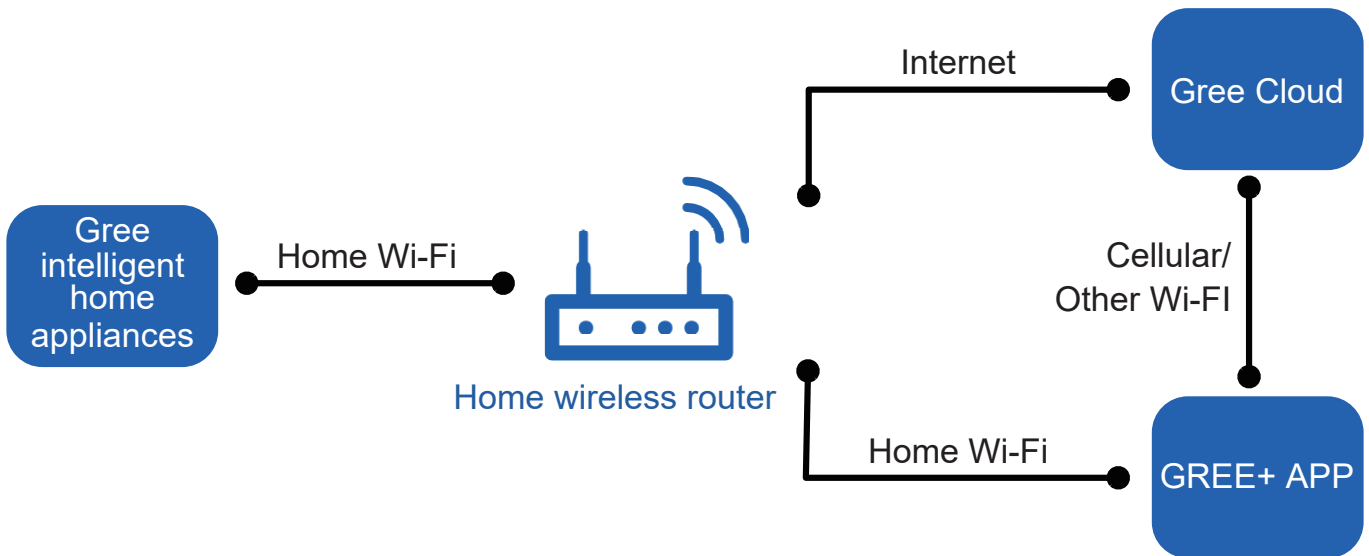 Internet
Gree Cloud
Gree
intelligent
home
appliances
Home Wi-Fi
Cellular/
Other Wi-FI
Home wireless router
Home Wi-Fi
GREE+ APP